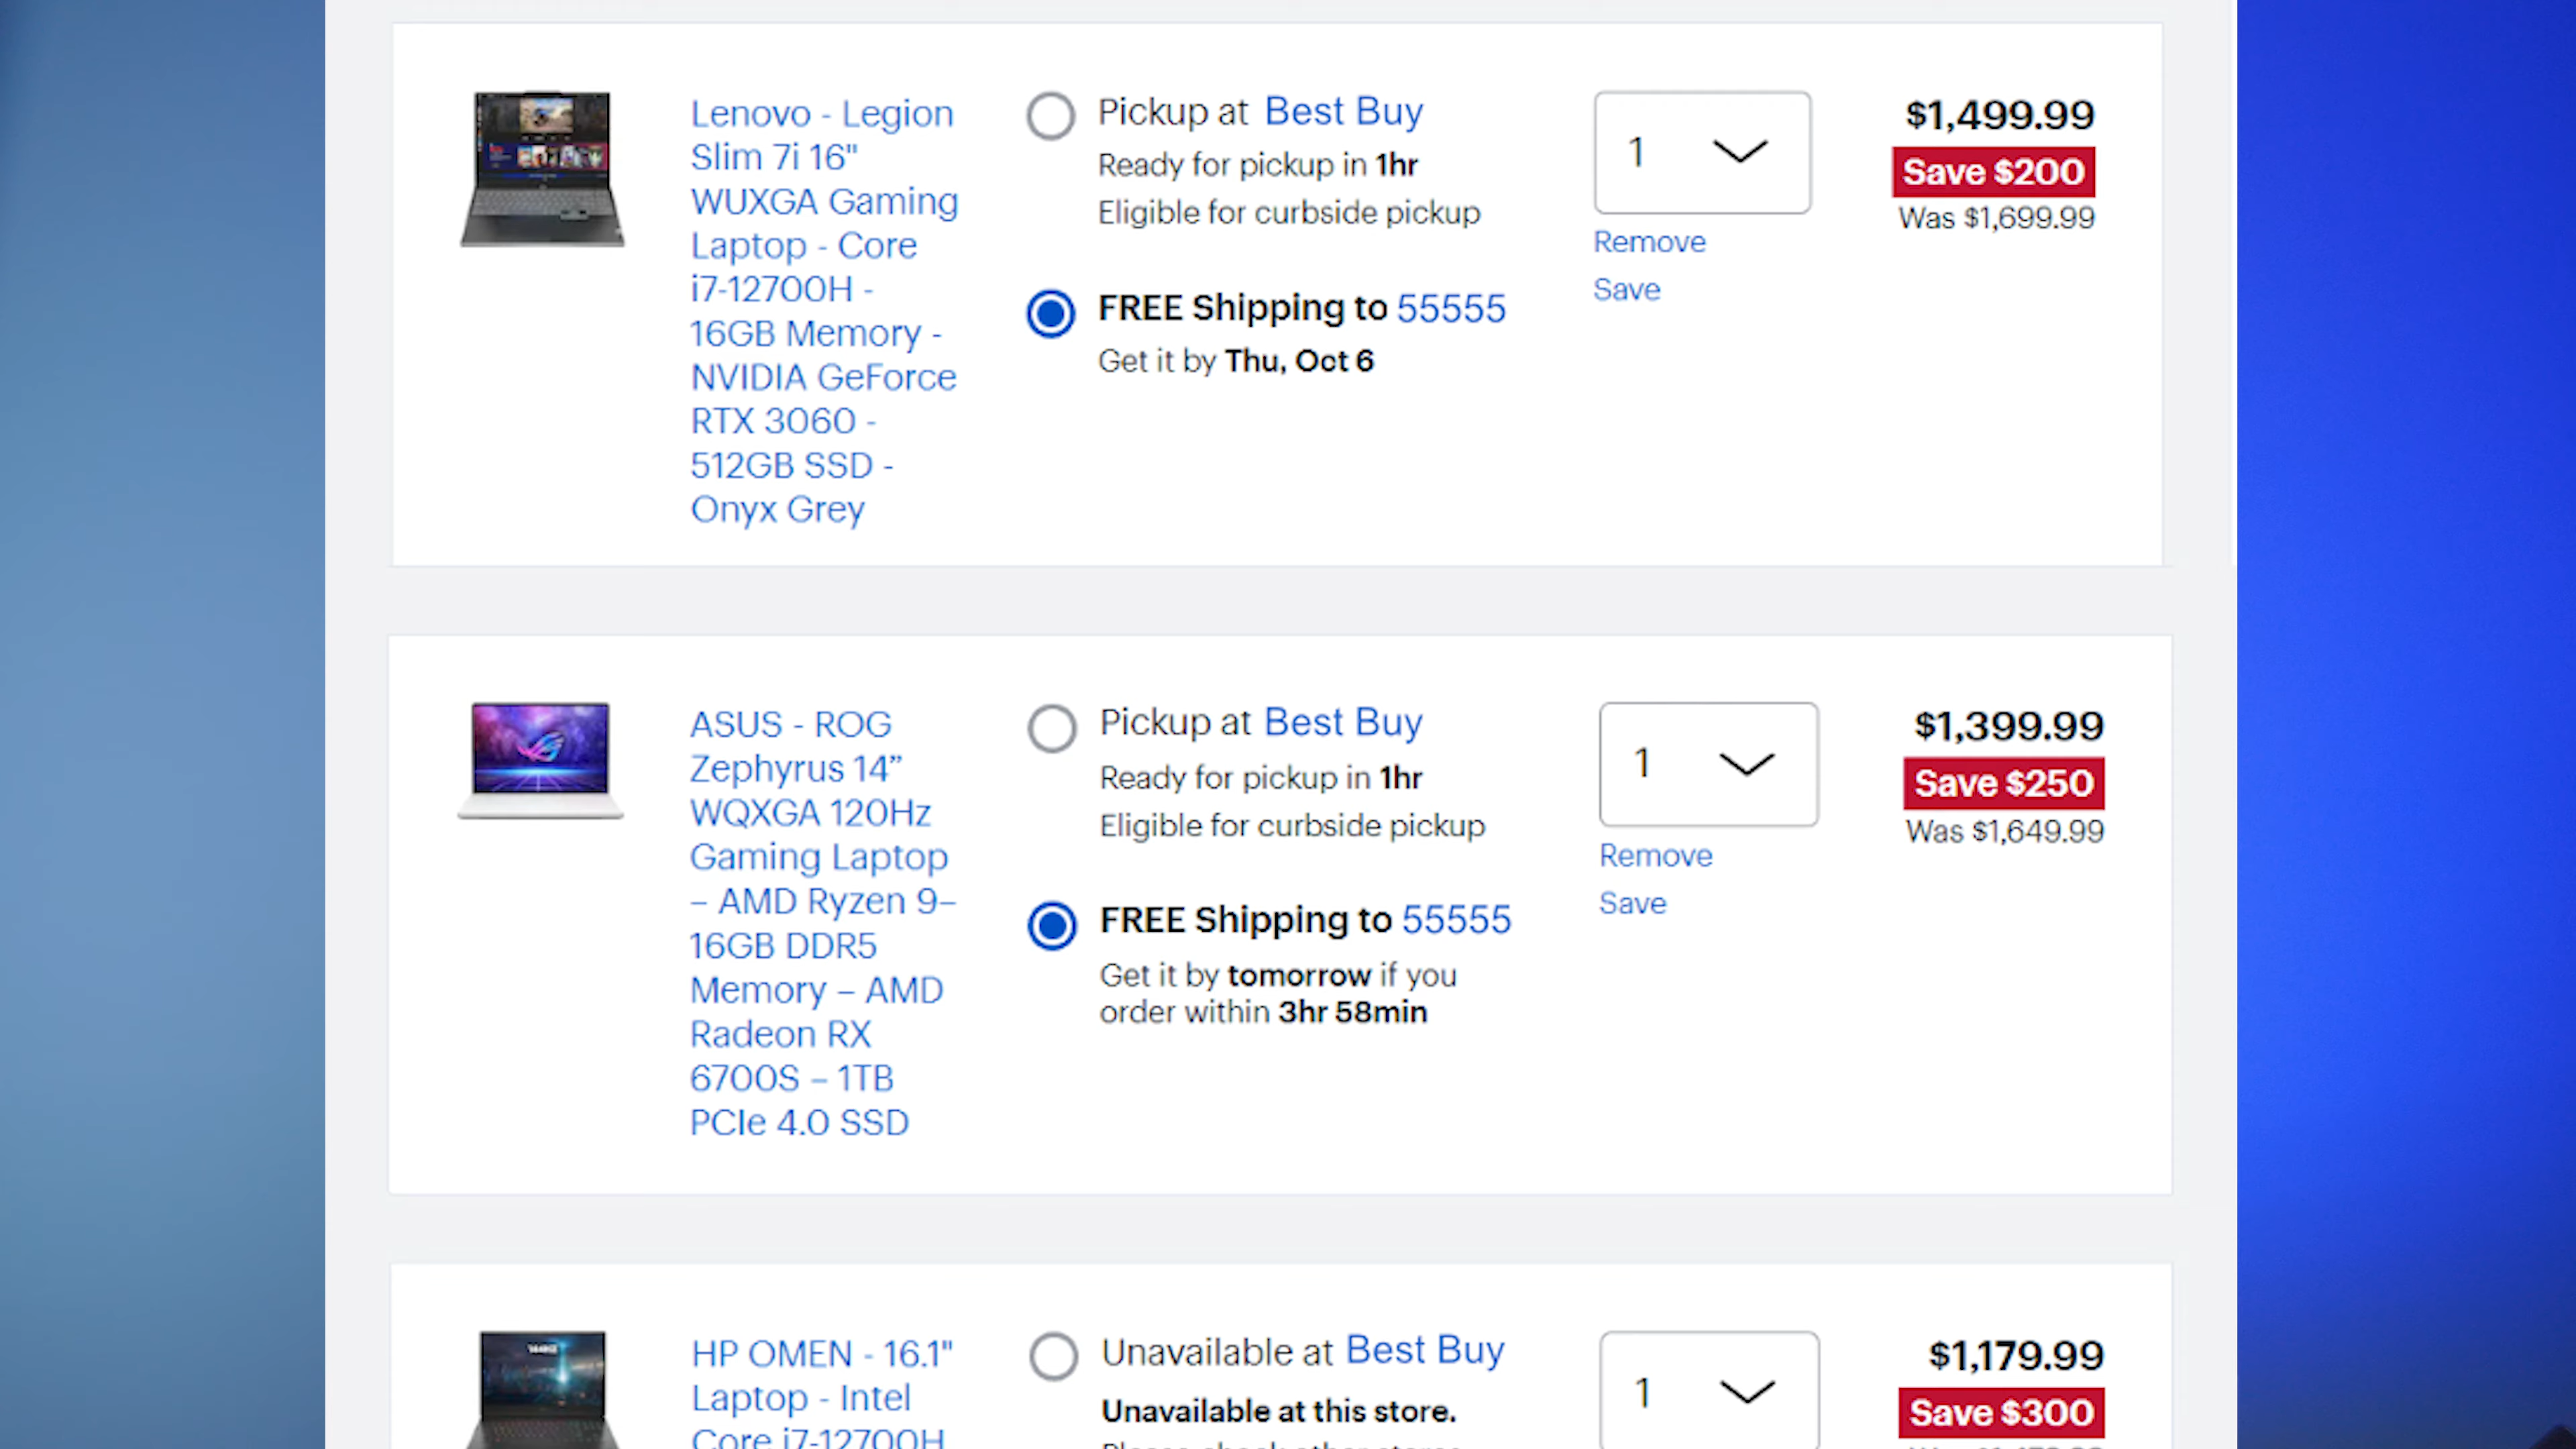 Lenovo - Legion
Slim 7i 16"
WUXGA Gaming
Laptop - Core
i7-12700H -
16GB Memory -
NVIDIA GeForce
RTX 3060 -
512GB SSD -
Onyx Grey
Pickup at Best Buy
Ready for pickup in 1hr
Eligible for curbside pickup
FREE Shipping to 55555
Get it by Thu, Oct 6
1
Remove
Save
$1,499.99
Save $200
Was $1,699.99
ASUS - ROG
Zephyrus 14”
WQXGA 120Hz
Gaming Laptop
– AMD Ryzen 9–
16GB DDR5
Memory – AMD
Radeon RX
6700S – 1TB
PCIe 4.0 SSD
Pickup at Best Buy
Ready for pickup in 1hr
Eligible for curbside pickup
FREE Shipping to 55555
Get it by tomorrow if you
order within 3hr 58min
1
Remove
Save
$1,399.99
Save $250
Was $1,649.99
HP OMEN - 16.1"
Laptop - Intel
Core i7-12700H
Unavailable at Best Buy
Unavailable at this store.
1
$1,179.99
Save $300